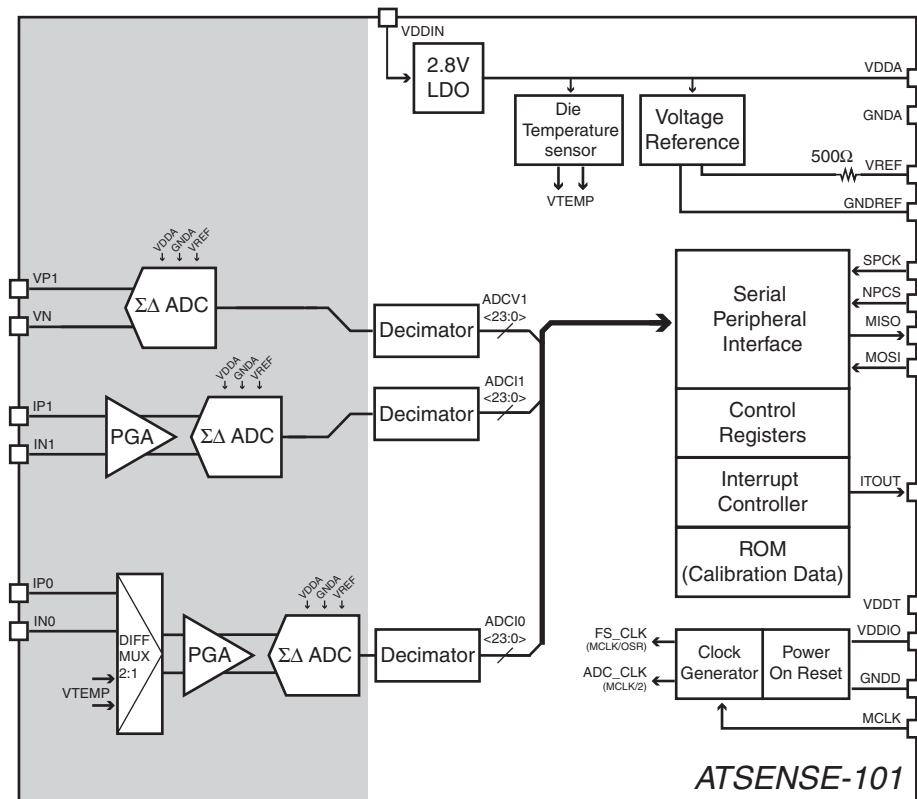 VDDIN
2.8V
LDO
VDDA
GNDA
Die
Temperature
sensor
Voltage
Reference
500Ω
VREF
GNDREF
VTEMP
VDDA
GNDA
VREF
VP1
VN
ΣΔ ADC
Decimator
ADCV1
<23:0>
Serial
Peripheral
Interface
SPCK
NPCS
MISO
MOSI
VDDA
GNDA
VREF
IP1
IN1
PGA
ΣΔ ADC
Decimator
ADCI1
<23:0>
Control
Registers
Interrupt
Controller
ITOUT
ROM
(Calibration Data)
VDDA
GNDA
VREF
IP0
IN0
DIFF
MUX
2:1
VTEMP
PGA
ΣΔ ADC
Decimator
ADCI0
<23:0>
FS_CLK
(MCLK/OSR)
ADC_CLK
(MCLK/2)
Clock
Generator
Power
On Reset
VDDT
VDDIO
GNDD
MCLK
ATSENSE-101